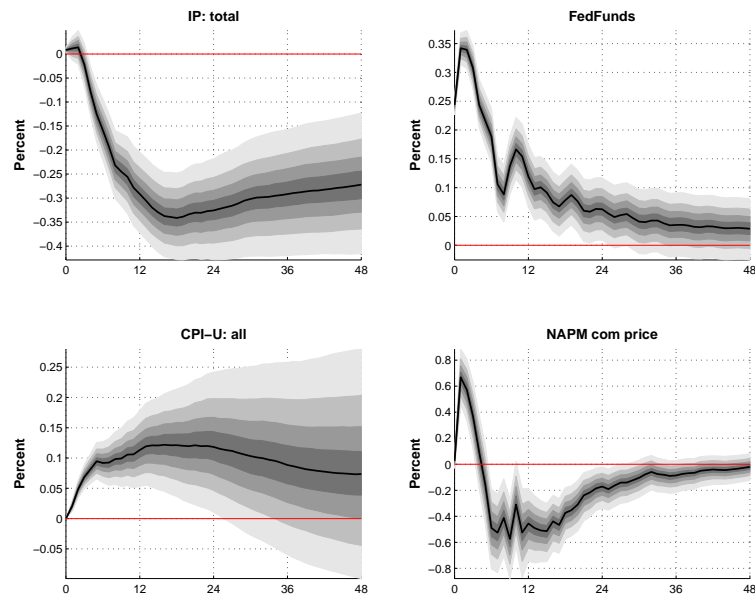 IP: total
Percent
0
−0.05
−0.1
−0.15
−0.2
−0.25
−0.3
−0.35
−0.4
0 12 24 36 48
FedFunds
Percent
0.35
0.3
0.25
0.2
0.15
0.1
0.05
0
0 12 24 36 48
CPI−U: all
Percent
0.25
0.2
0.15
0.1
0.05
0
−0.05
0 12 24 36 48
NAPM com price
Percent
0.8
0.6
0.4
0.2
0
−0.2
−0.4
−0.6
−0.8
0 12 24 36 48